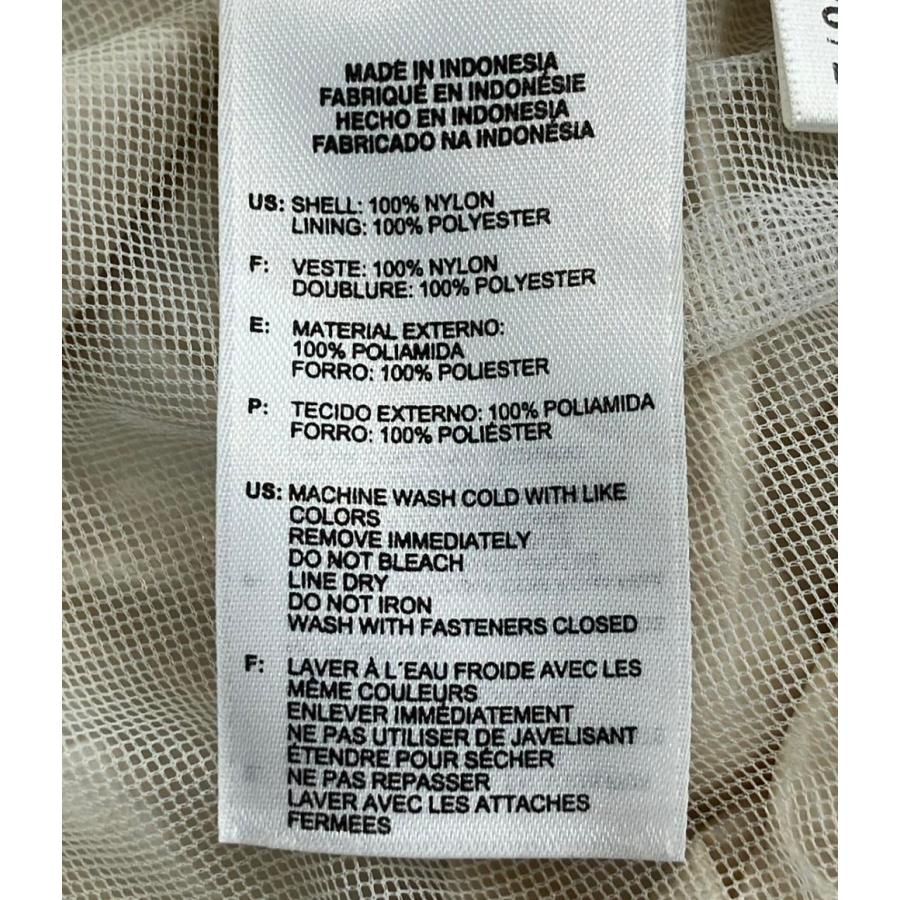 MADE IN INDONESIA
FABRIQUÉ EN INDONÉSIE
HECHO EN INDONESIA
FABRICADO NA INDONÉSIA
US: SHELL: 100% NYLON
LINING: 100% POLYESTER
F: VESTE: 100% NYLON
DOUBLURE: 100% POLYESTER
E: MATERIAL EXTERNO:
100% POLIAMIDA
FORRO: 100% POLIESTER
P: TECIDO EXTERNO: 100% POLIAMIDA
FORRO: 100% POLIÉSTER
US: MACHINE WASH COLD WITH LIKE
COLORS
REMOVE IMMEDIATELY
DO NOT BLEACH
LINE DRY
DO NOT IRON
WASH WITH FASTENERS CLOSED
F: LAVER À L'EAU FROIDE AVEC LES
MÊME COULEURS
ENLEVER IMMÉDIATEMENT
NE PAS UTILISER DE JAVELISANT
ÉTENDRE POUR SÉCHER
NE PAS REPASSER
LAVER AVEC LES ATTACHES
FERMEES